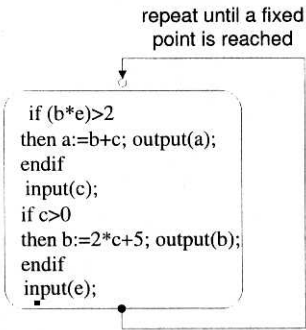 repeat until a fixed
point is reached
if (b*e)>2
then a:=b+c; output(a);
endif
input(c);
if c>0
then b:=2*c+5; output(b);
endif
input(e);